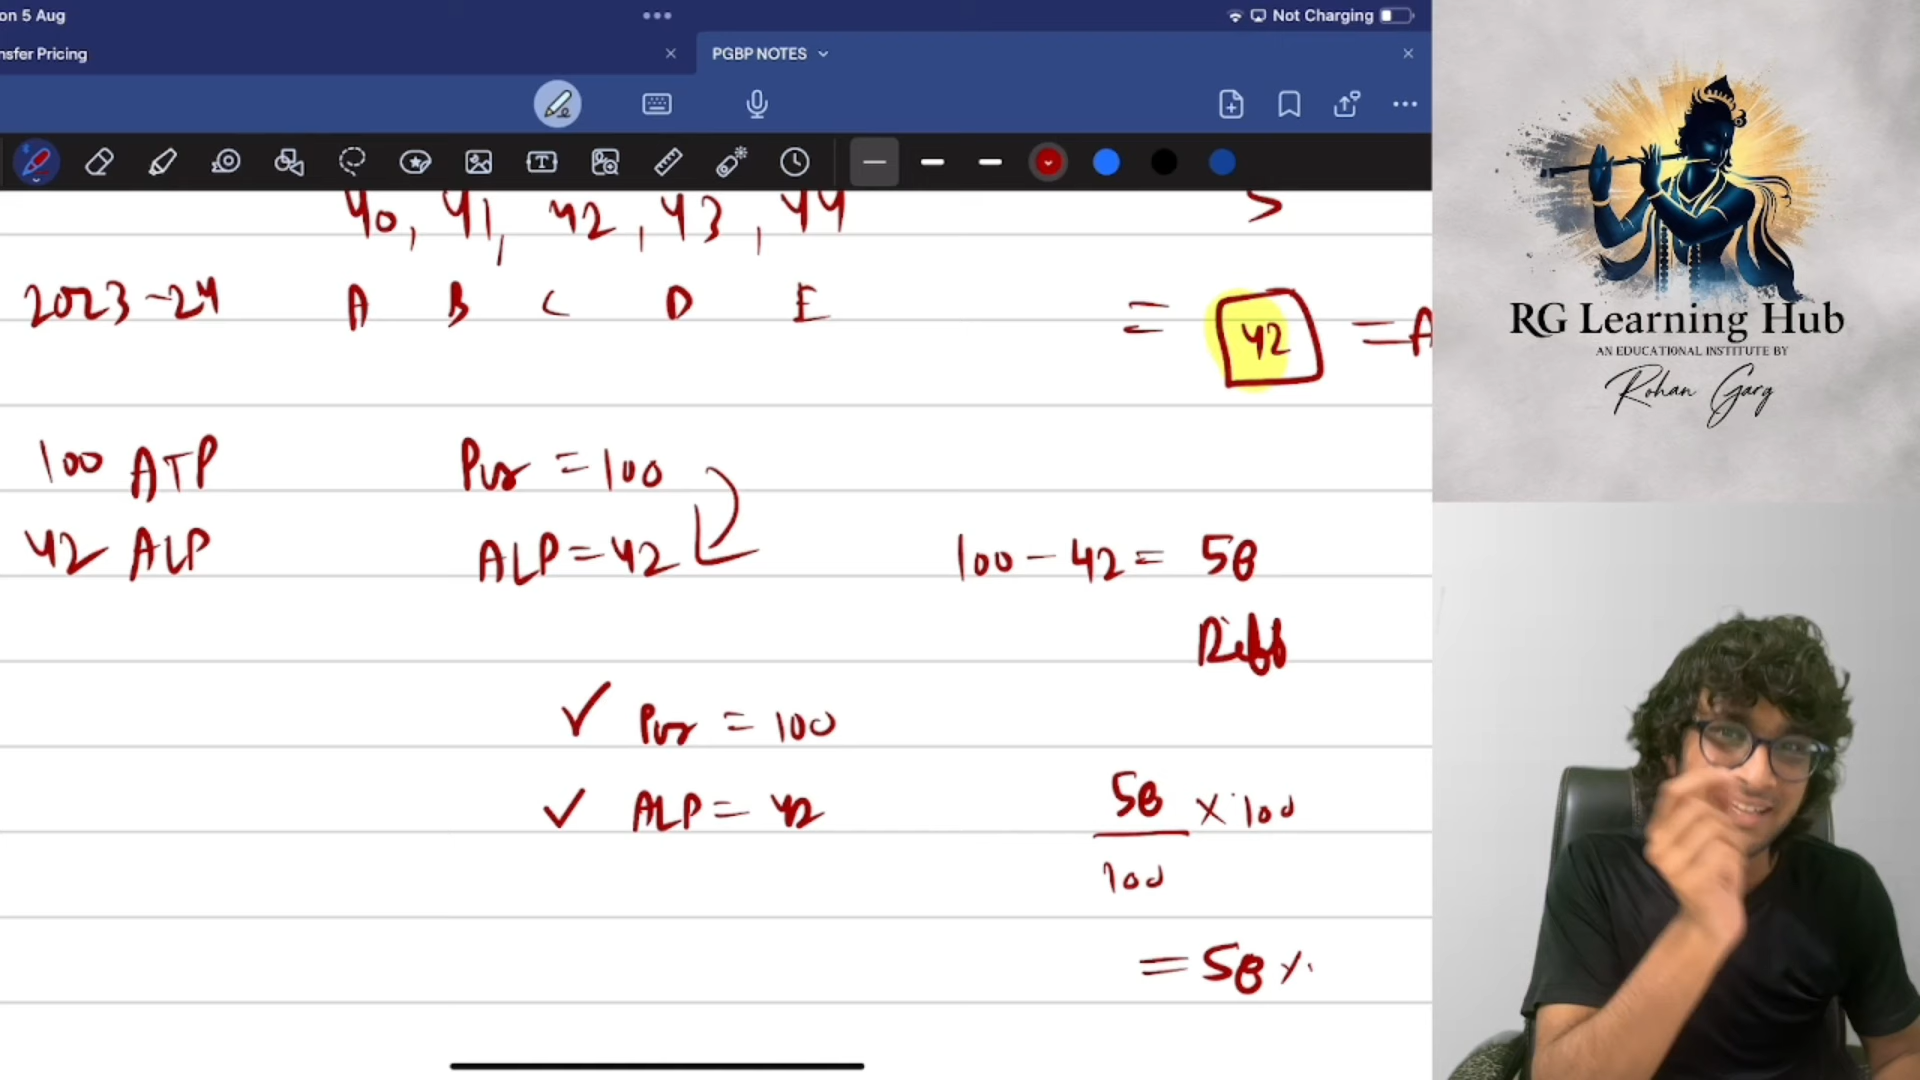 on 5 Aug
Not Charging
nsfer Pricing
PGBP NOTES
40, 41, 42, 43, 44
5
2023-24 A B C D E
= 42 = A
100 ATP
42 ALP
Pur = 100
ALP = 42
100 - 42 = 58
Diff
Pur = 100
ALP = 42
58 × 100
100
= 58 %
RG Learning Hub
AN EDUCATIONAL INSTITUTE BY
Rohan Garg